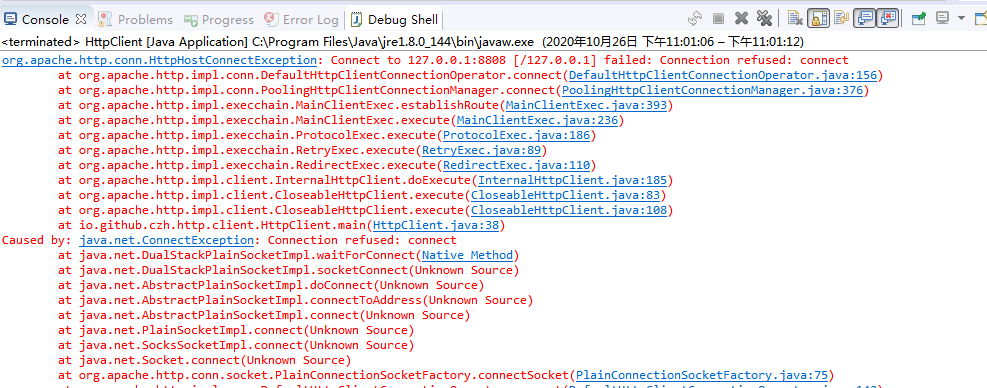 Console Problems Progress Error Log Debug Shell
<terminated> HttpClient [Java Application] C:\Program Files\Java\jre1.8.0_144\bin\javaw.exe (2020年10月26日 下午11:01:06 – 下午11:01:12)
org.apache.http.conn.HttpHostConnectException: Connect to 127.0.0.1:8808 [/127.0.0.1] failed: Connection refused: connect
at org.apache.http.impl.conn.DefaultHttpClientConnectionOperator.connect(DefaultHttpClientConnectionOperator.java:156)
at org.apache.http.impl.conn.PoolingHttpClientConnectionManager.connect(PoolingHttpClientConnectionManager.java:376)
at org.apache.http.impl.execchain.MainClientExec.establishRoute(MainClientExec.java:393)
at org.apache.http.impl.execchain.MainClientExec.execute(MainClientExec.java:236)
at org.apache.http.impl.execchain.ProtocolExec.execute(ProtocolExec.java:186)
at org.apache.http.impl.execchain.RetryExec.execute(RetryExec.java:89)
at org.apache.http.impl.execchain.RedirectExec.execute(RedirectExec.java:110)
at org.apache.http.impl.client.InternalHttpClient.doExecute(InternalHttpClient.java:185)
at org.apache.http.impl.client.CloseableHttpClient.execute(CloseableHttpClient.java:83)
at org.apache.http.impl.client.CloseableHttpClient.execute(CloseableHttpClient.java:108)
at io.github.czh.http.client.HttpClient.main(HttpClient.java:38)
Caused by: java.net.ConnectException: Connection refused: connect
at java.net.DualStackPlainSocketImpl.waitForConnect(Native Method)
at java.net.DualStackPlainSocketImpl.socketConnect(Unknown Source)
at java.net.AbstractPlainSocketImpl.doConnect(Unknown Source)
at java.net.AbstractPlainSocketImpl.connectToAddress(Unknown Source)
at java.net.AbstractPlainSocketImpl.connect(Unknown Source)
at java.net.PlainSocketImpl.connect(Unknown Source)
at java.net.SocksSocketImpl.connect(Unknown Source)
at java.net.Socket.connect(Unknown Source)
at org.apache.http.conn.socket.PlainConnectionSocketFactory.connectSocket(PlainConnectionSocketFactory.java:75)